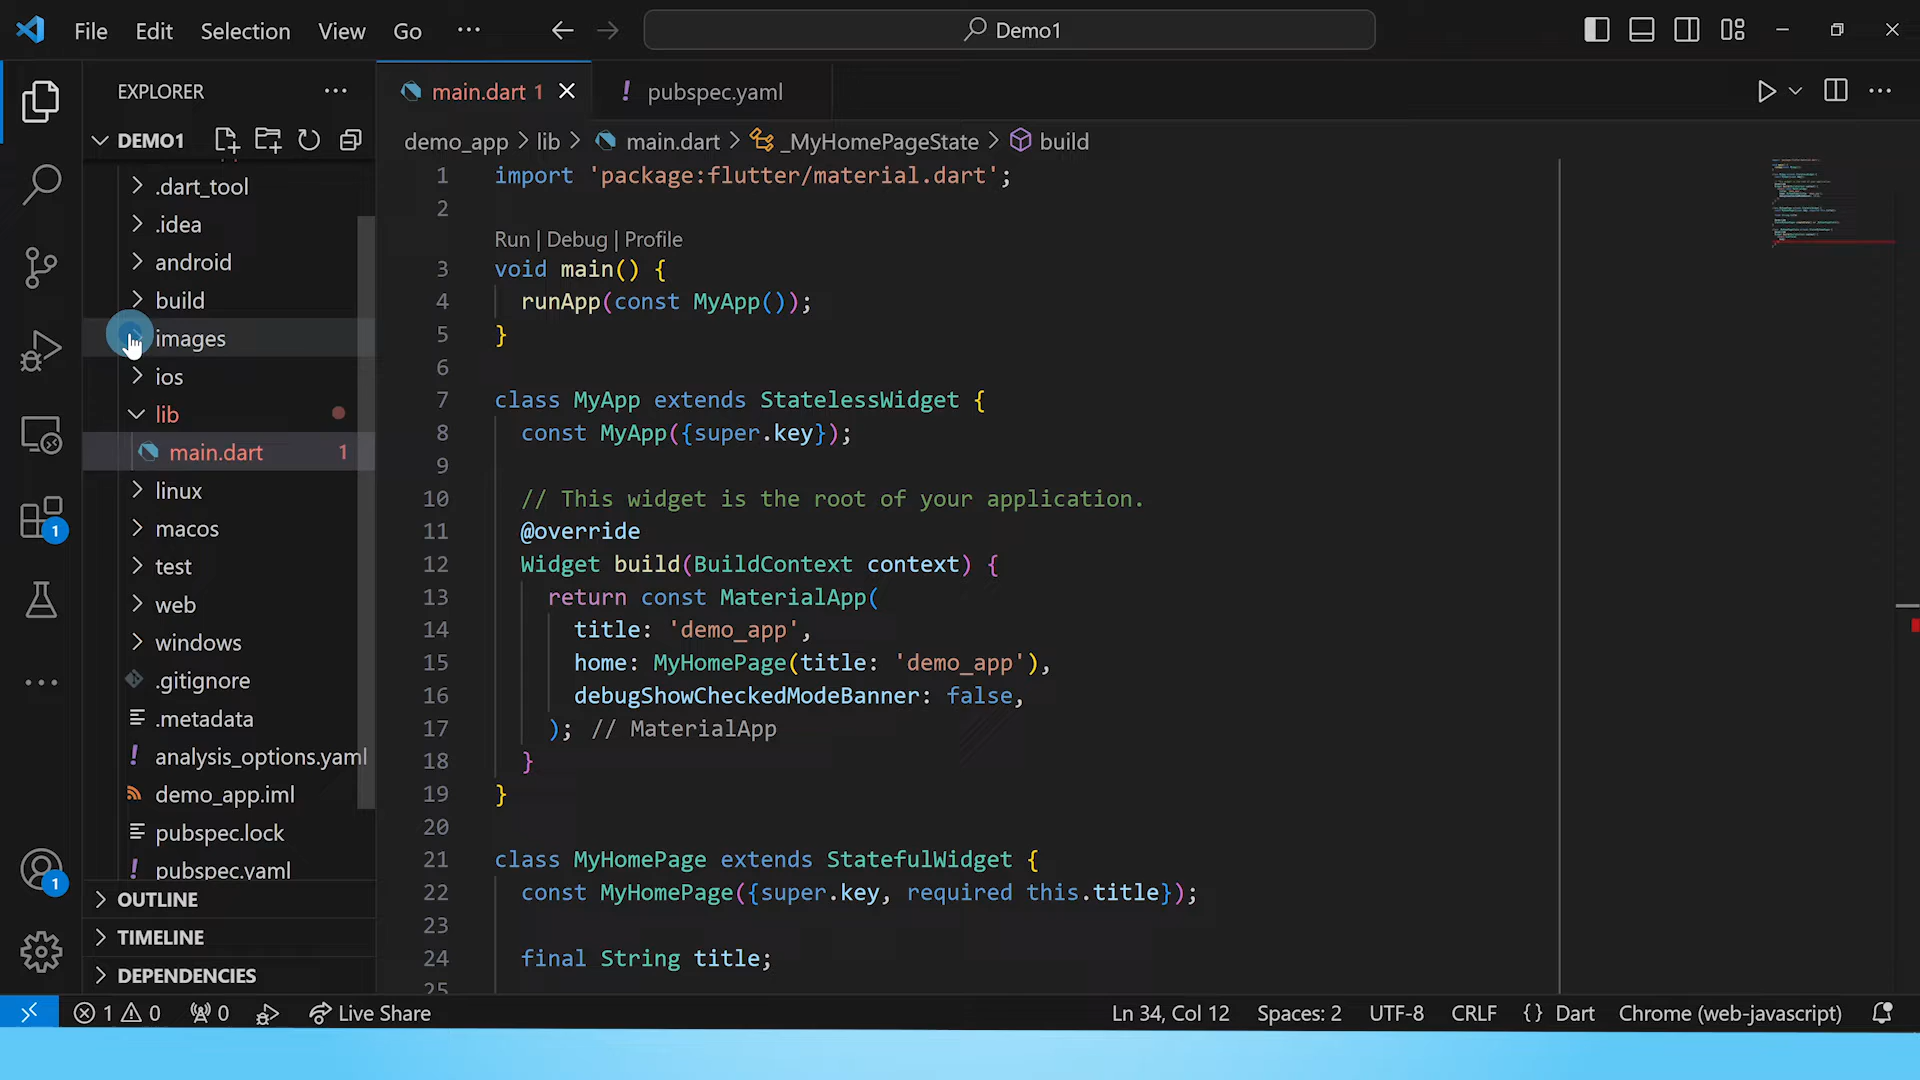 File Edit Selection View Go ... Demo1
EXPLORER ...
DEMO1
.dart_tool
.idea
android
build
images
ios
lib
main.dart 1
linux
macos
test
web
windows
.gitignore
.metadata
analysis_options.yaml
demo_app.iml
pubspec.lock
pubspec.yaml
OUTLINE
TIMELINE
DEPENDENCIES
1
1
main.dart 1 pubspec.yaml
demo_app > lib > main.dart > _MyHomePageState > build
1 import 'package:flutter/material.dart';
2
Run | Debug | Profile
3 void main() {
4 runApp(const MyApp());
5 }
6
7 class MyApp extends StatelessWidget {
8 const MyApp({super.key});
9
10 // This widget is the root of your application.
11 @override
12 Widget build(BuildContext context) {
13 return const MaterialApp(
14 title: 'demo_app',
15 home: MyHomePage(title: 'demo_app'),
16 debugShowCheckedModeBanner: false,
17 ); // MaterialApp
18 }
19 }
20
21 class MyHomePage extends StatefulWidget {
22 const MyHomePage({super.key, required this.title});
23
24 final String title;
25
1 0 0 Live Share Ln 34, Col 12 Spaces: 2 UTF-8 CRLF {} Dart Chrome (web-javascript)